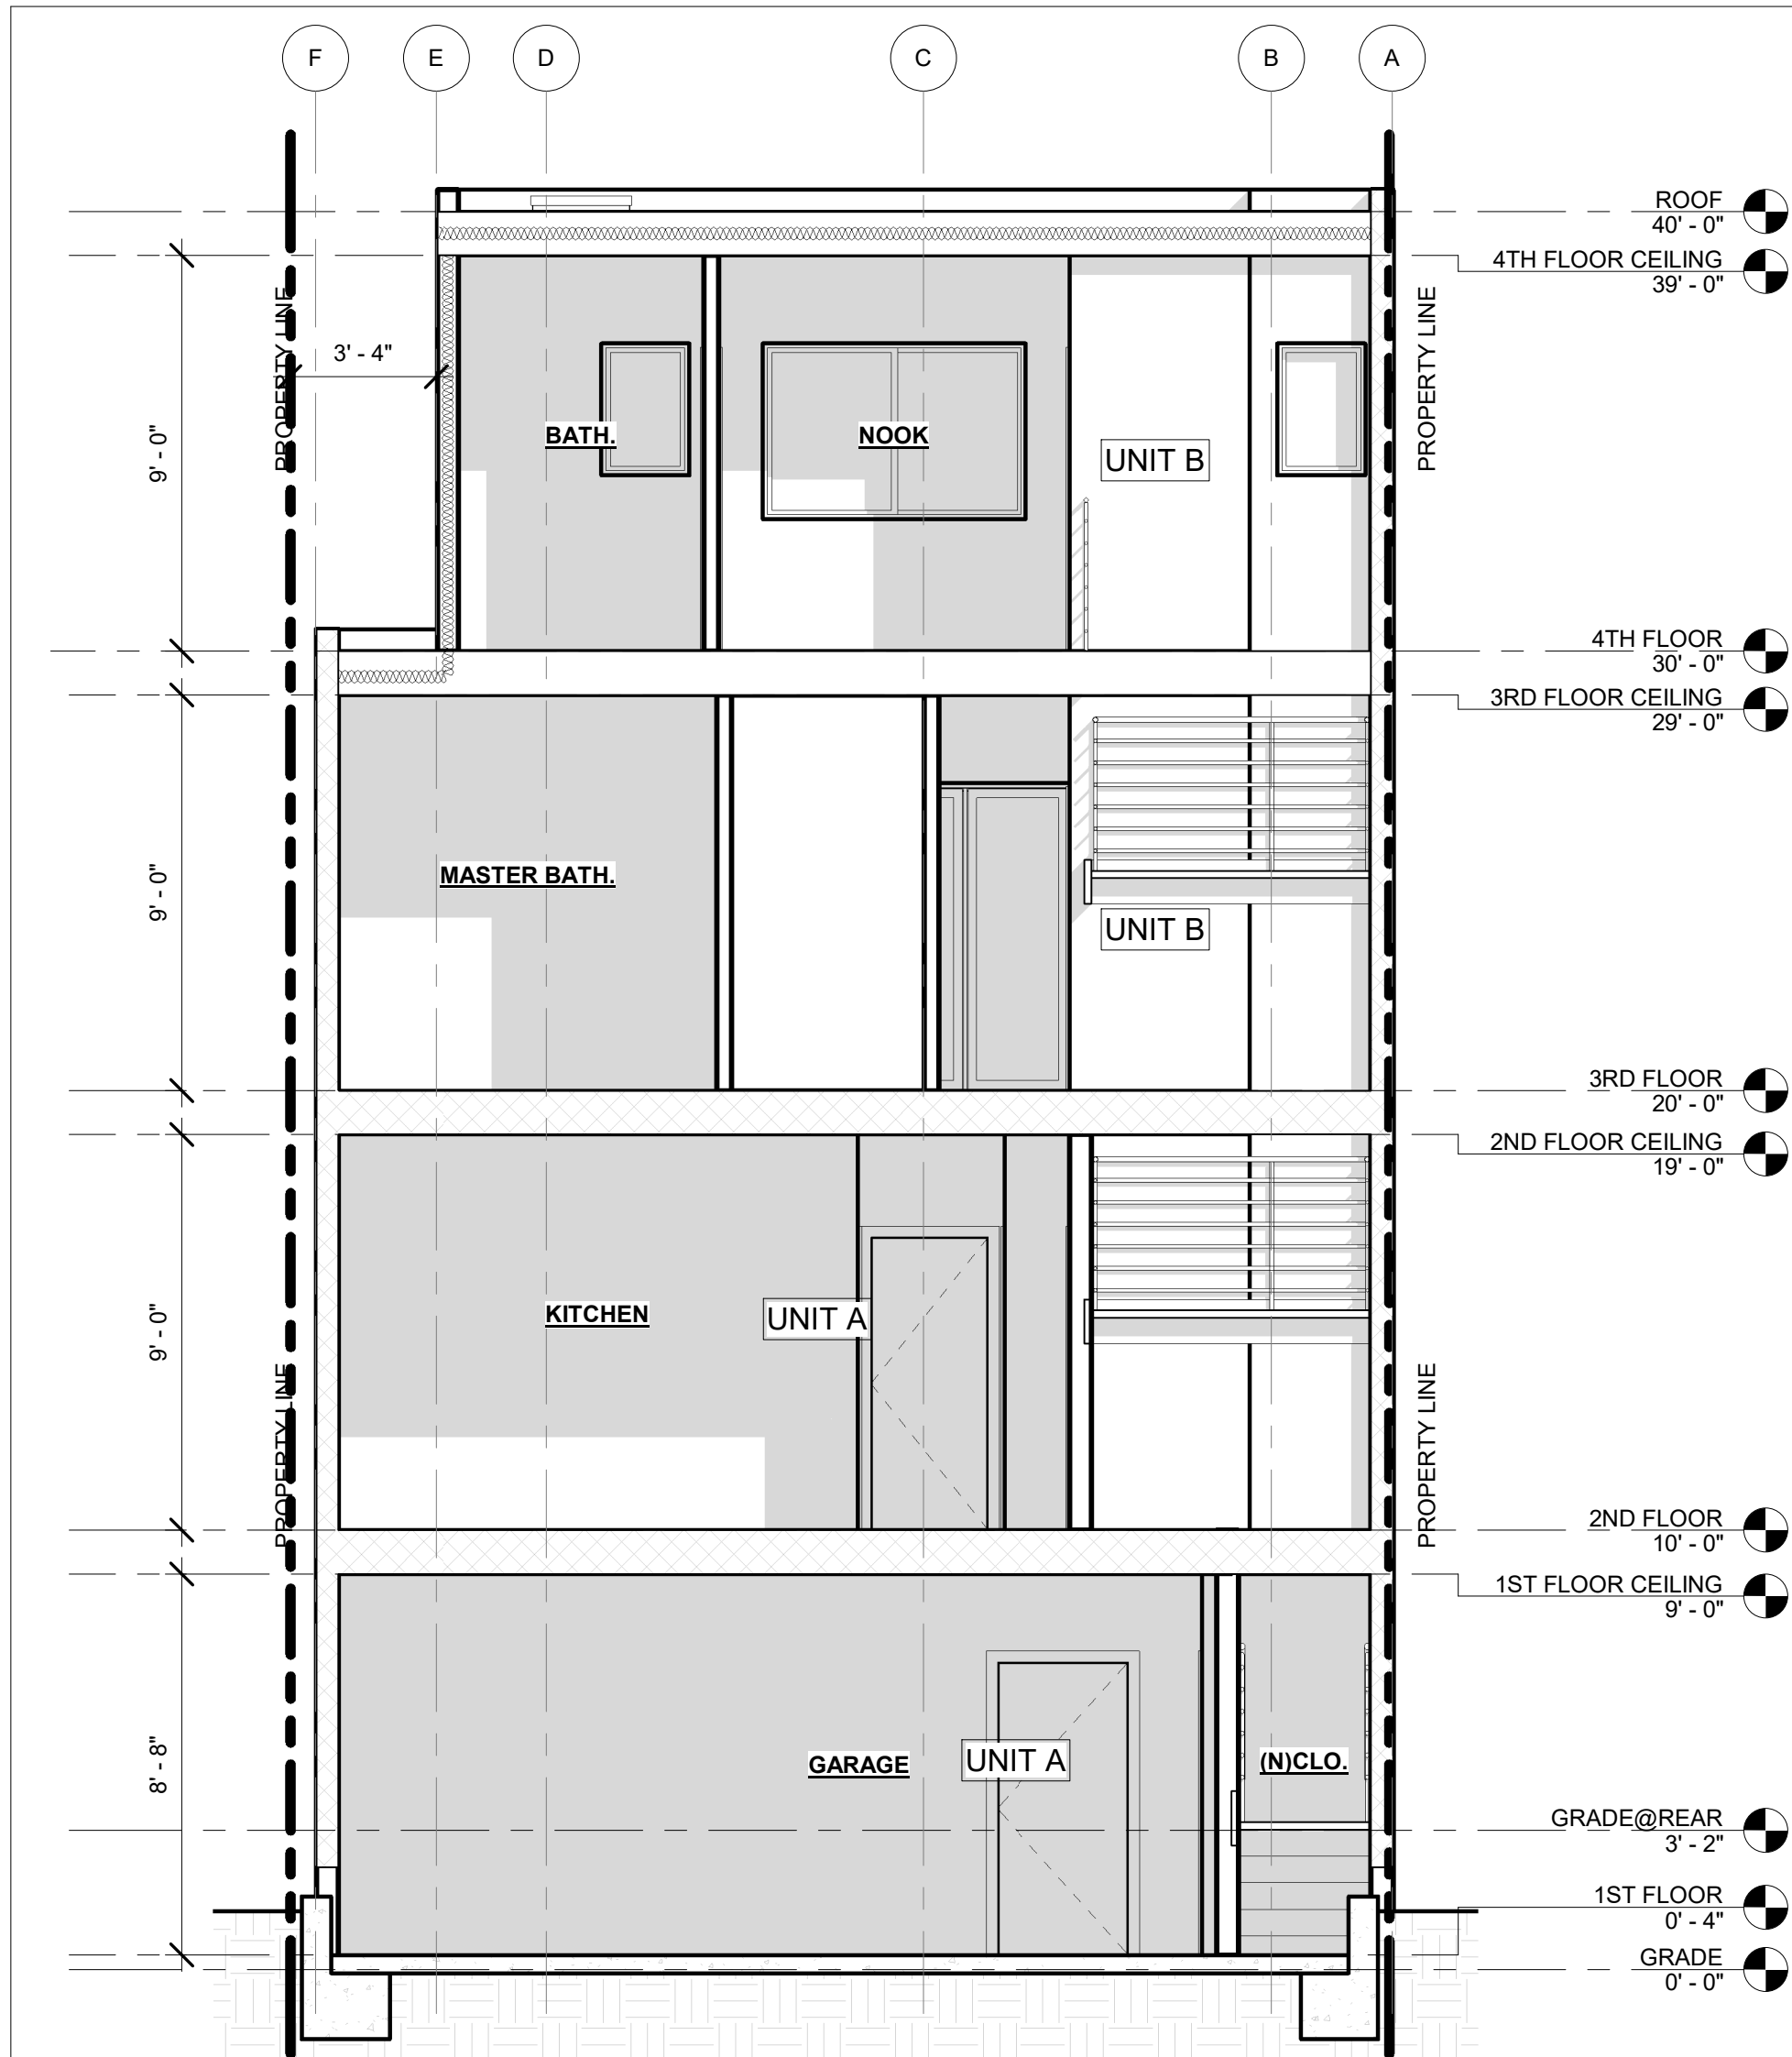 F
E
D
C
B
A
ROOF
40' - 0"
4TH FLOOR CEILING
39' - 0"
PROPERTY LINE
PROPERTY LINE
3' - 4"
9' - 0"
BATH.
NOOK
UNIT B
4TH FLOOR
30' - 0"
3RD FLOOR CEILING
29' - 0"
9' - 0"
MASTER BATH.
UNIT B
3RD FLOOR
20' - 0"
2ND FLOOR CEILING
19' - 0"
9' - 0"
KITCHEN
UNIT A
PROPERTY LINE
PROPERTY LINE
2ND FLOOR
10' - 0"
1ST FLOOR CEILING
9' - 0"
8' - 8"
GARAGE
UNIT A
(N)CLO.
GRADE@REAR
3' - 2"
1ST FLOOR
0' - 4"
GRADE
0' - 0"